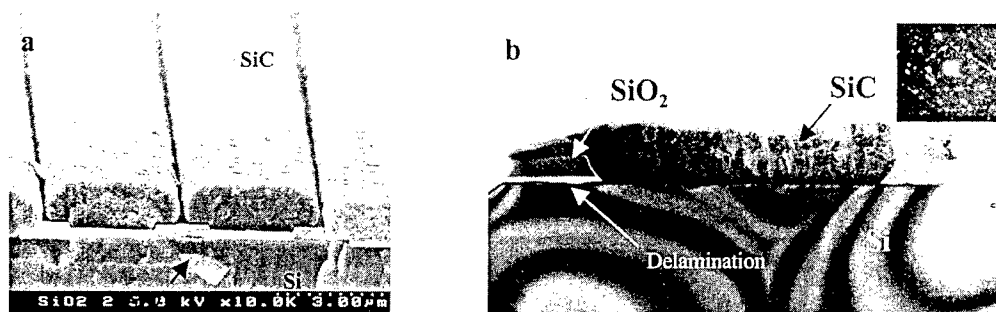 a
SiC
Si
SiO2 2 5.0 kV x10.0K 3.00µm
b
SiO₂
SiC
Delamination
Si